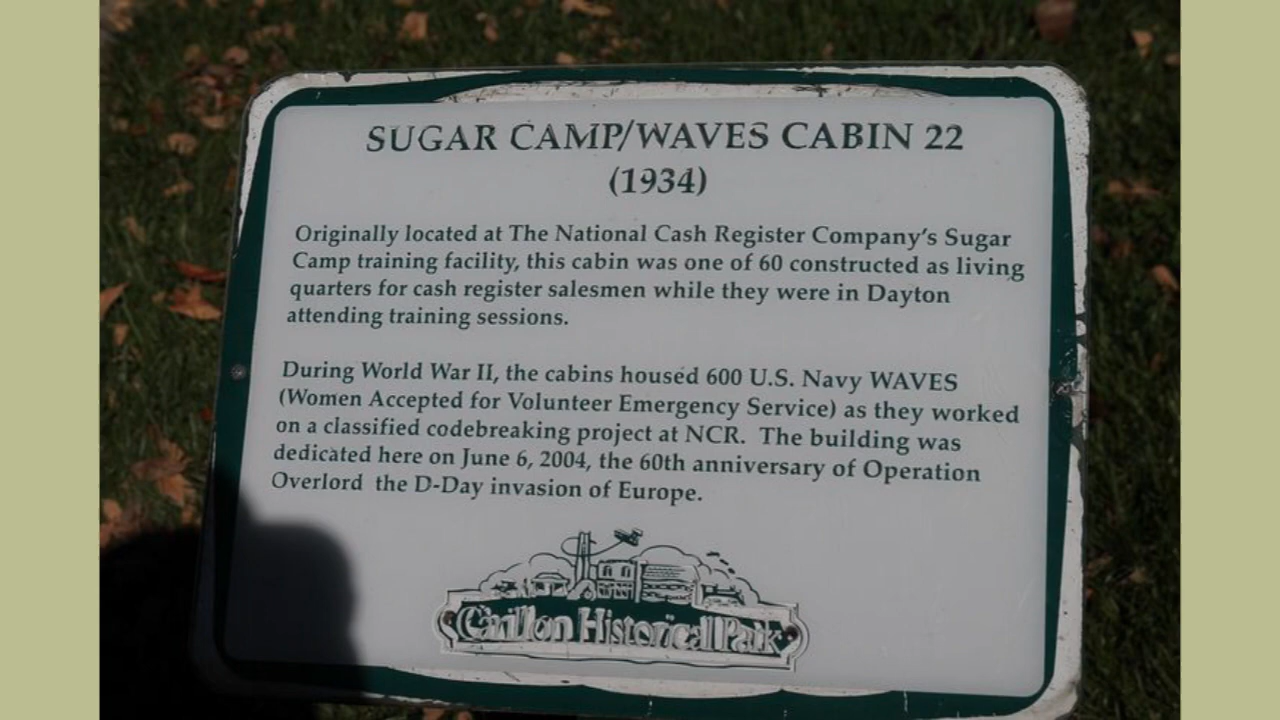 SUGAR CAMP/WAVES CABIN 22
(1934)
Originally located at The National Cash Register Company's Sugar
Camp training facility, this cabin was one of 60 constructed as living
quarters for cash register salesmen while they were in Dayton
attending training sessions.
During World War II, the cabins housed 600 U.S. Navy WAVES
(Women Accepted for Volunteer Emergency Service) as they worked
on a classified codebreaking project at NCR. The building was
dedicated here on June 6, 2004, the 60th anniversary of Operation
Overlord the D-Day invasion of Europe.
Carillon Historical Park